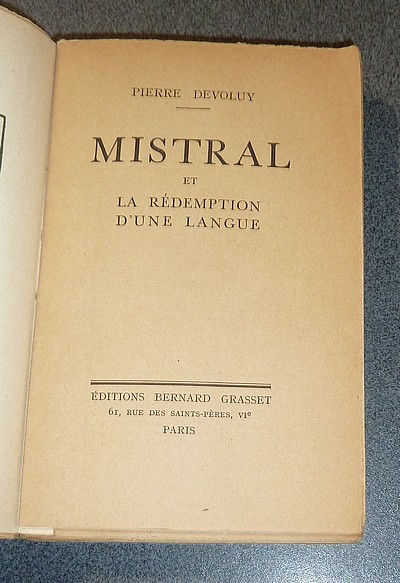 PIERRE DEVOLUY
MISTRAL
ET
LA RÉDEMPTION
D'UNE LANGUE
ÉDITIONS BERNARD GRASSET
61, RUE DES SAINTS-PÈRES, VIᵉ
PARIS